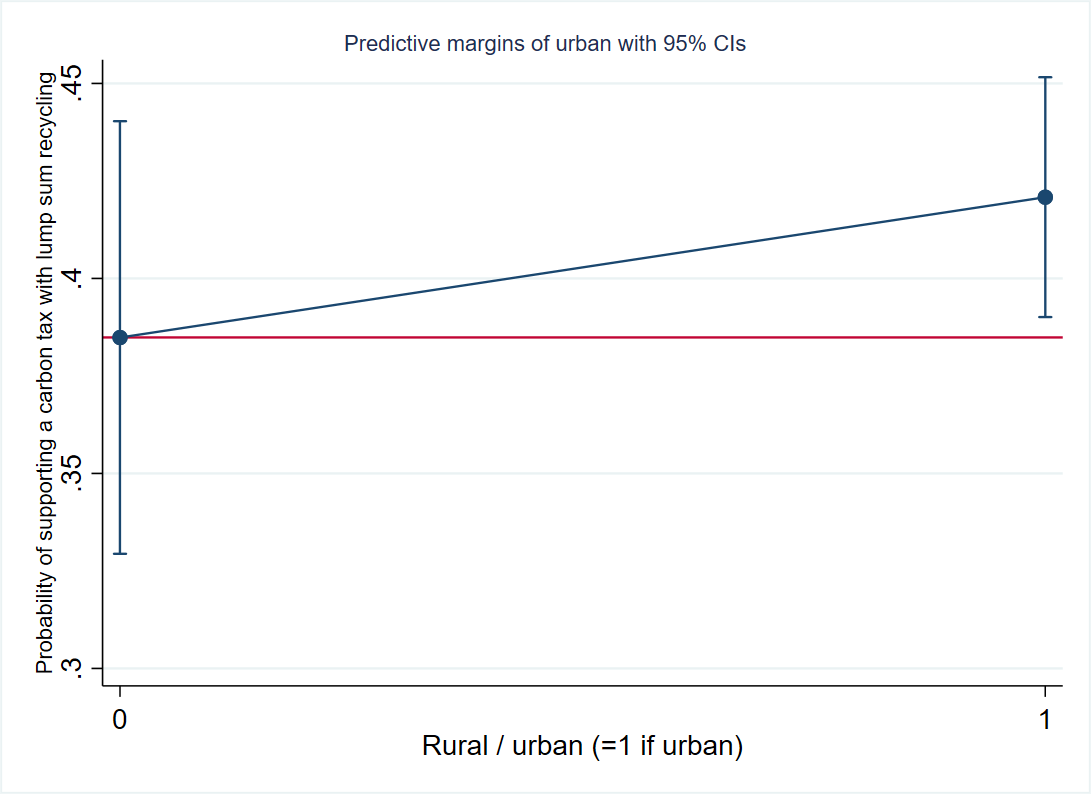 Predictive margins of urban with 95% CIs
Probability of supporting a carbon tax with lump sum recycling
.45
.4
.35
.3
0
1
Rural / urban (=1 if urban)